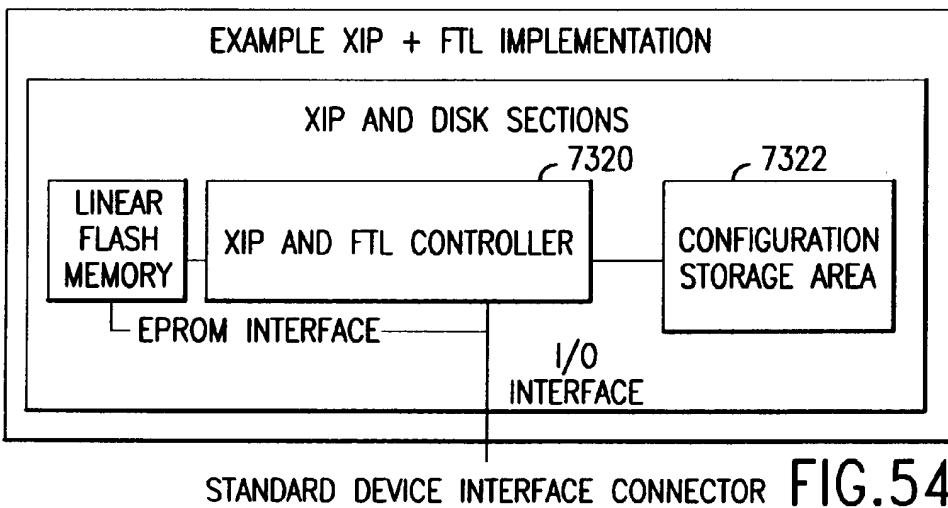 EXAMPLE XIP + FTL IMPLEMENTATION
XIP AND DISK SECTIONS
7320
7322
LINEAR
FLASH
MEMORY
XIP AND FTL CONTROLLER
CONFIGURATION
STORAGE AREA
EPROM INTERFACE
I/O
INTERFACE
STANDARD DEVICE INTERFACE CONNECTOR
FIG.54